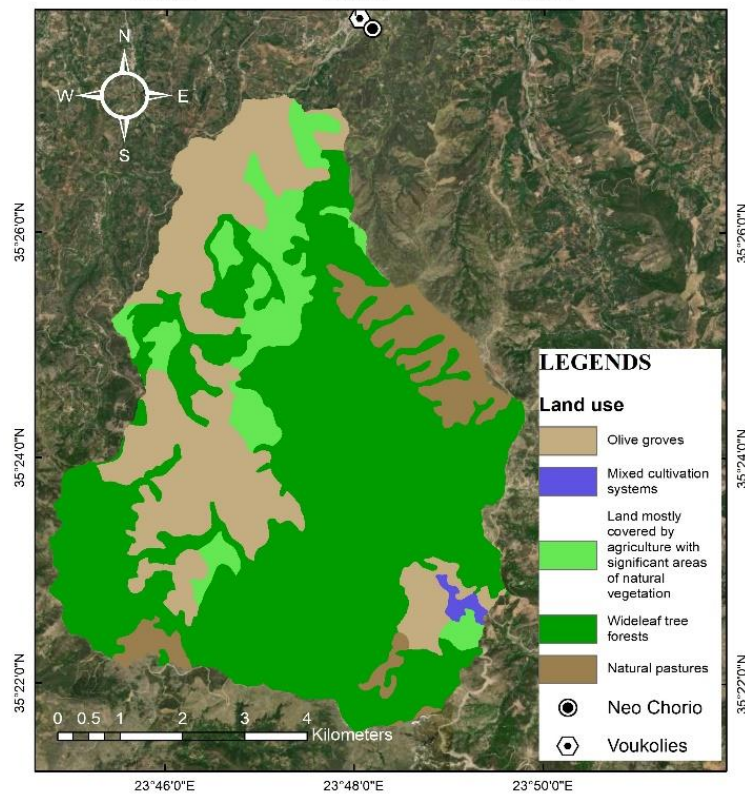 N
W E
S
35°26'0"N
35°26'0"N
35°24'0"N
35°24'0"N
35°22'0"N
35°22'0"N
LEGENDS
Land use
Olive groves
Mixed cultivation
systems
Land mostly
covered by
agriculture with
significant areas
of natural
vegetation
Wideleaf tree
forests
Natural pastures
Neo Chorio
Voukolies
0 0.5 1 2 3 4
Kilometers
23°46'0"E 23°48'0"E 23°50'0"E